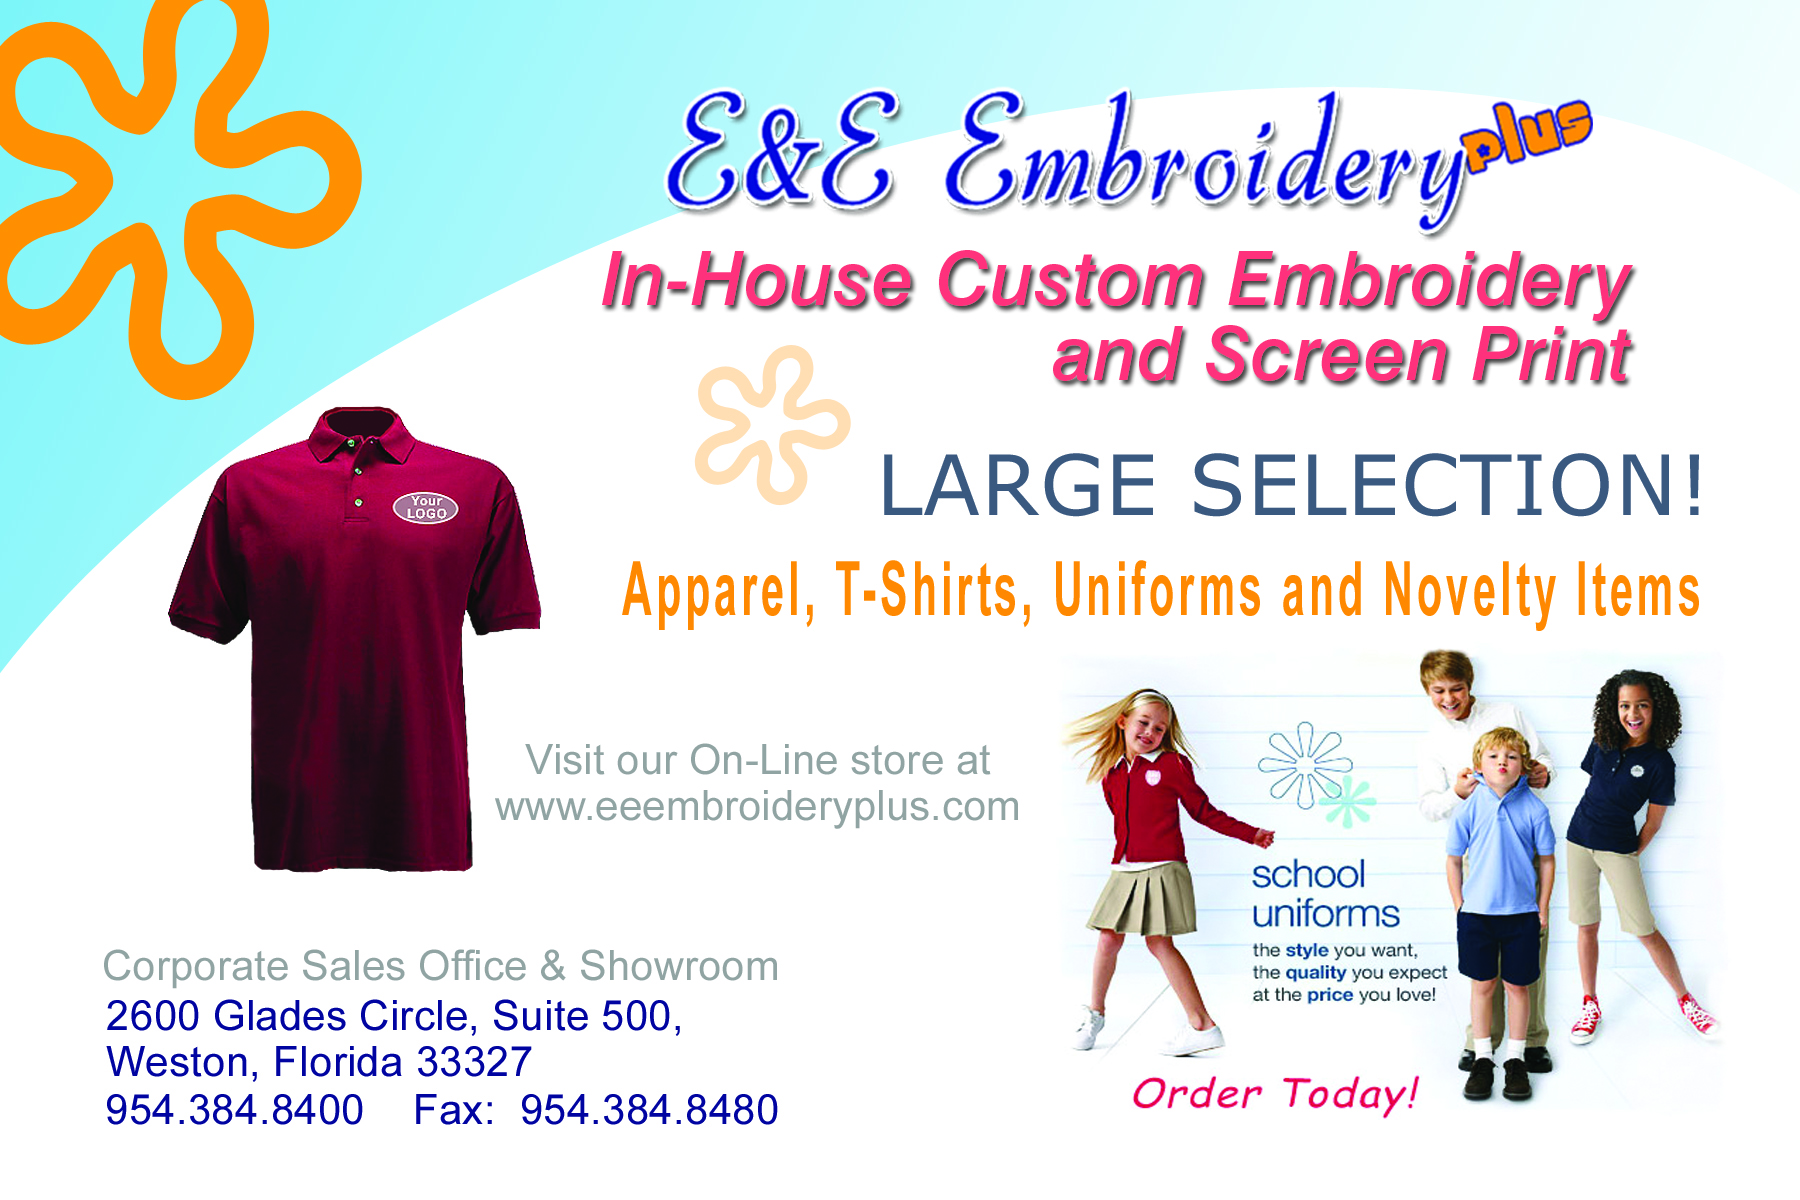 E&E Embroidery plus
In-House Custom Embroidery
and Screen Print
LARGE SELECTION!
Your
LOGO
Apparel, T-Shirts, Uniforms and Novelty Items
Visit our On-Line store at
www.eeembroideryplus.com
school
uniforms
the style you want,
the quality you expect
at the price you love!
Order Today!
Corporate Sales Office & Showroom
2600 Glades Circle, Suite 500,
Weston, Florida 33327
954.384.8400 Fax: 954.384.8480